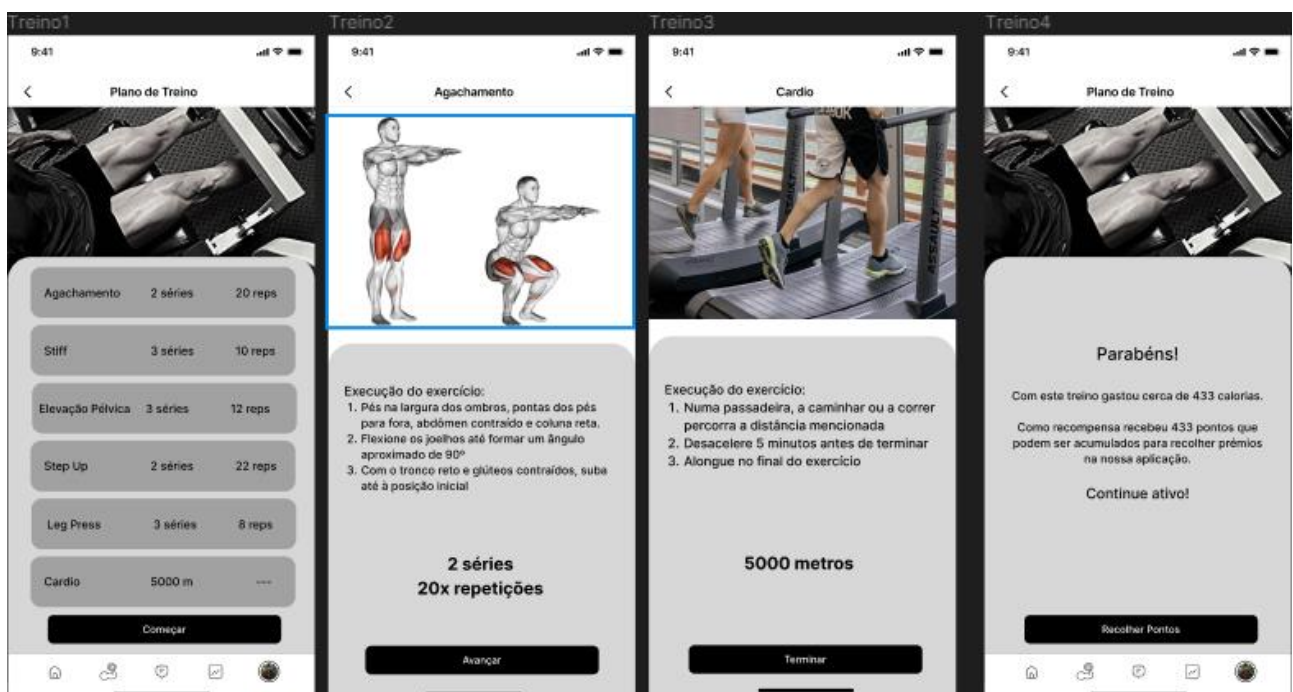 Treino1
9:41
Plano de Treino
Agachamento 2 séries 20 reps
Stiff 3 séries 10 reps
Elevação Pélvica 3 séries 12 reps
Step Up 2 séries 22 reps
Leg Press 3 séries 8 reps
Cardio 5000 m ---
Começar
Treino2
9:41
Agachamento
Execução do exercício:
1. Pés na largura dos ombros, pontas dos pés
para fora, abdômen contraído e coluna reta.
2. Flexione os joelhos até formar um ângulo
aproximado de 90º
3. Com o tronco reto e glúteos contraídos, suba
até à posição inicial
2 séries
20x repetições
Avançar
Treino3
9:41
Cardio
ASSAULT FITNESS
Execução do exercício:
1. Numa passadeira, a caminhar ou a correr
percorra a distância mencionada
2. Desacelere 5 minutos antes de terminar
3. Alongue no final do exercício
5000 metros
Terminar
Treino4
9:41
Plano de Treino
Parabéns!
Com este treino gastou cerca de 433 calorias.
Como recompensa recebeu 433 pontos que
podem ser acumulados para recolher prémios
na nossa aplicação.
Continue ativo!
Recolher Pontos